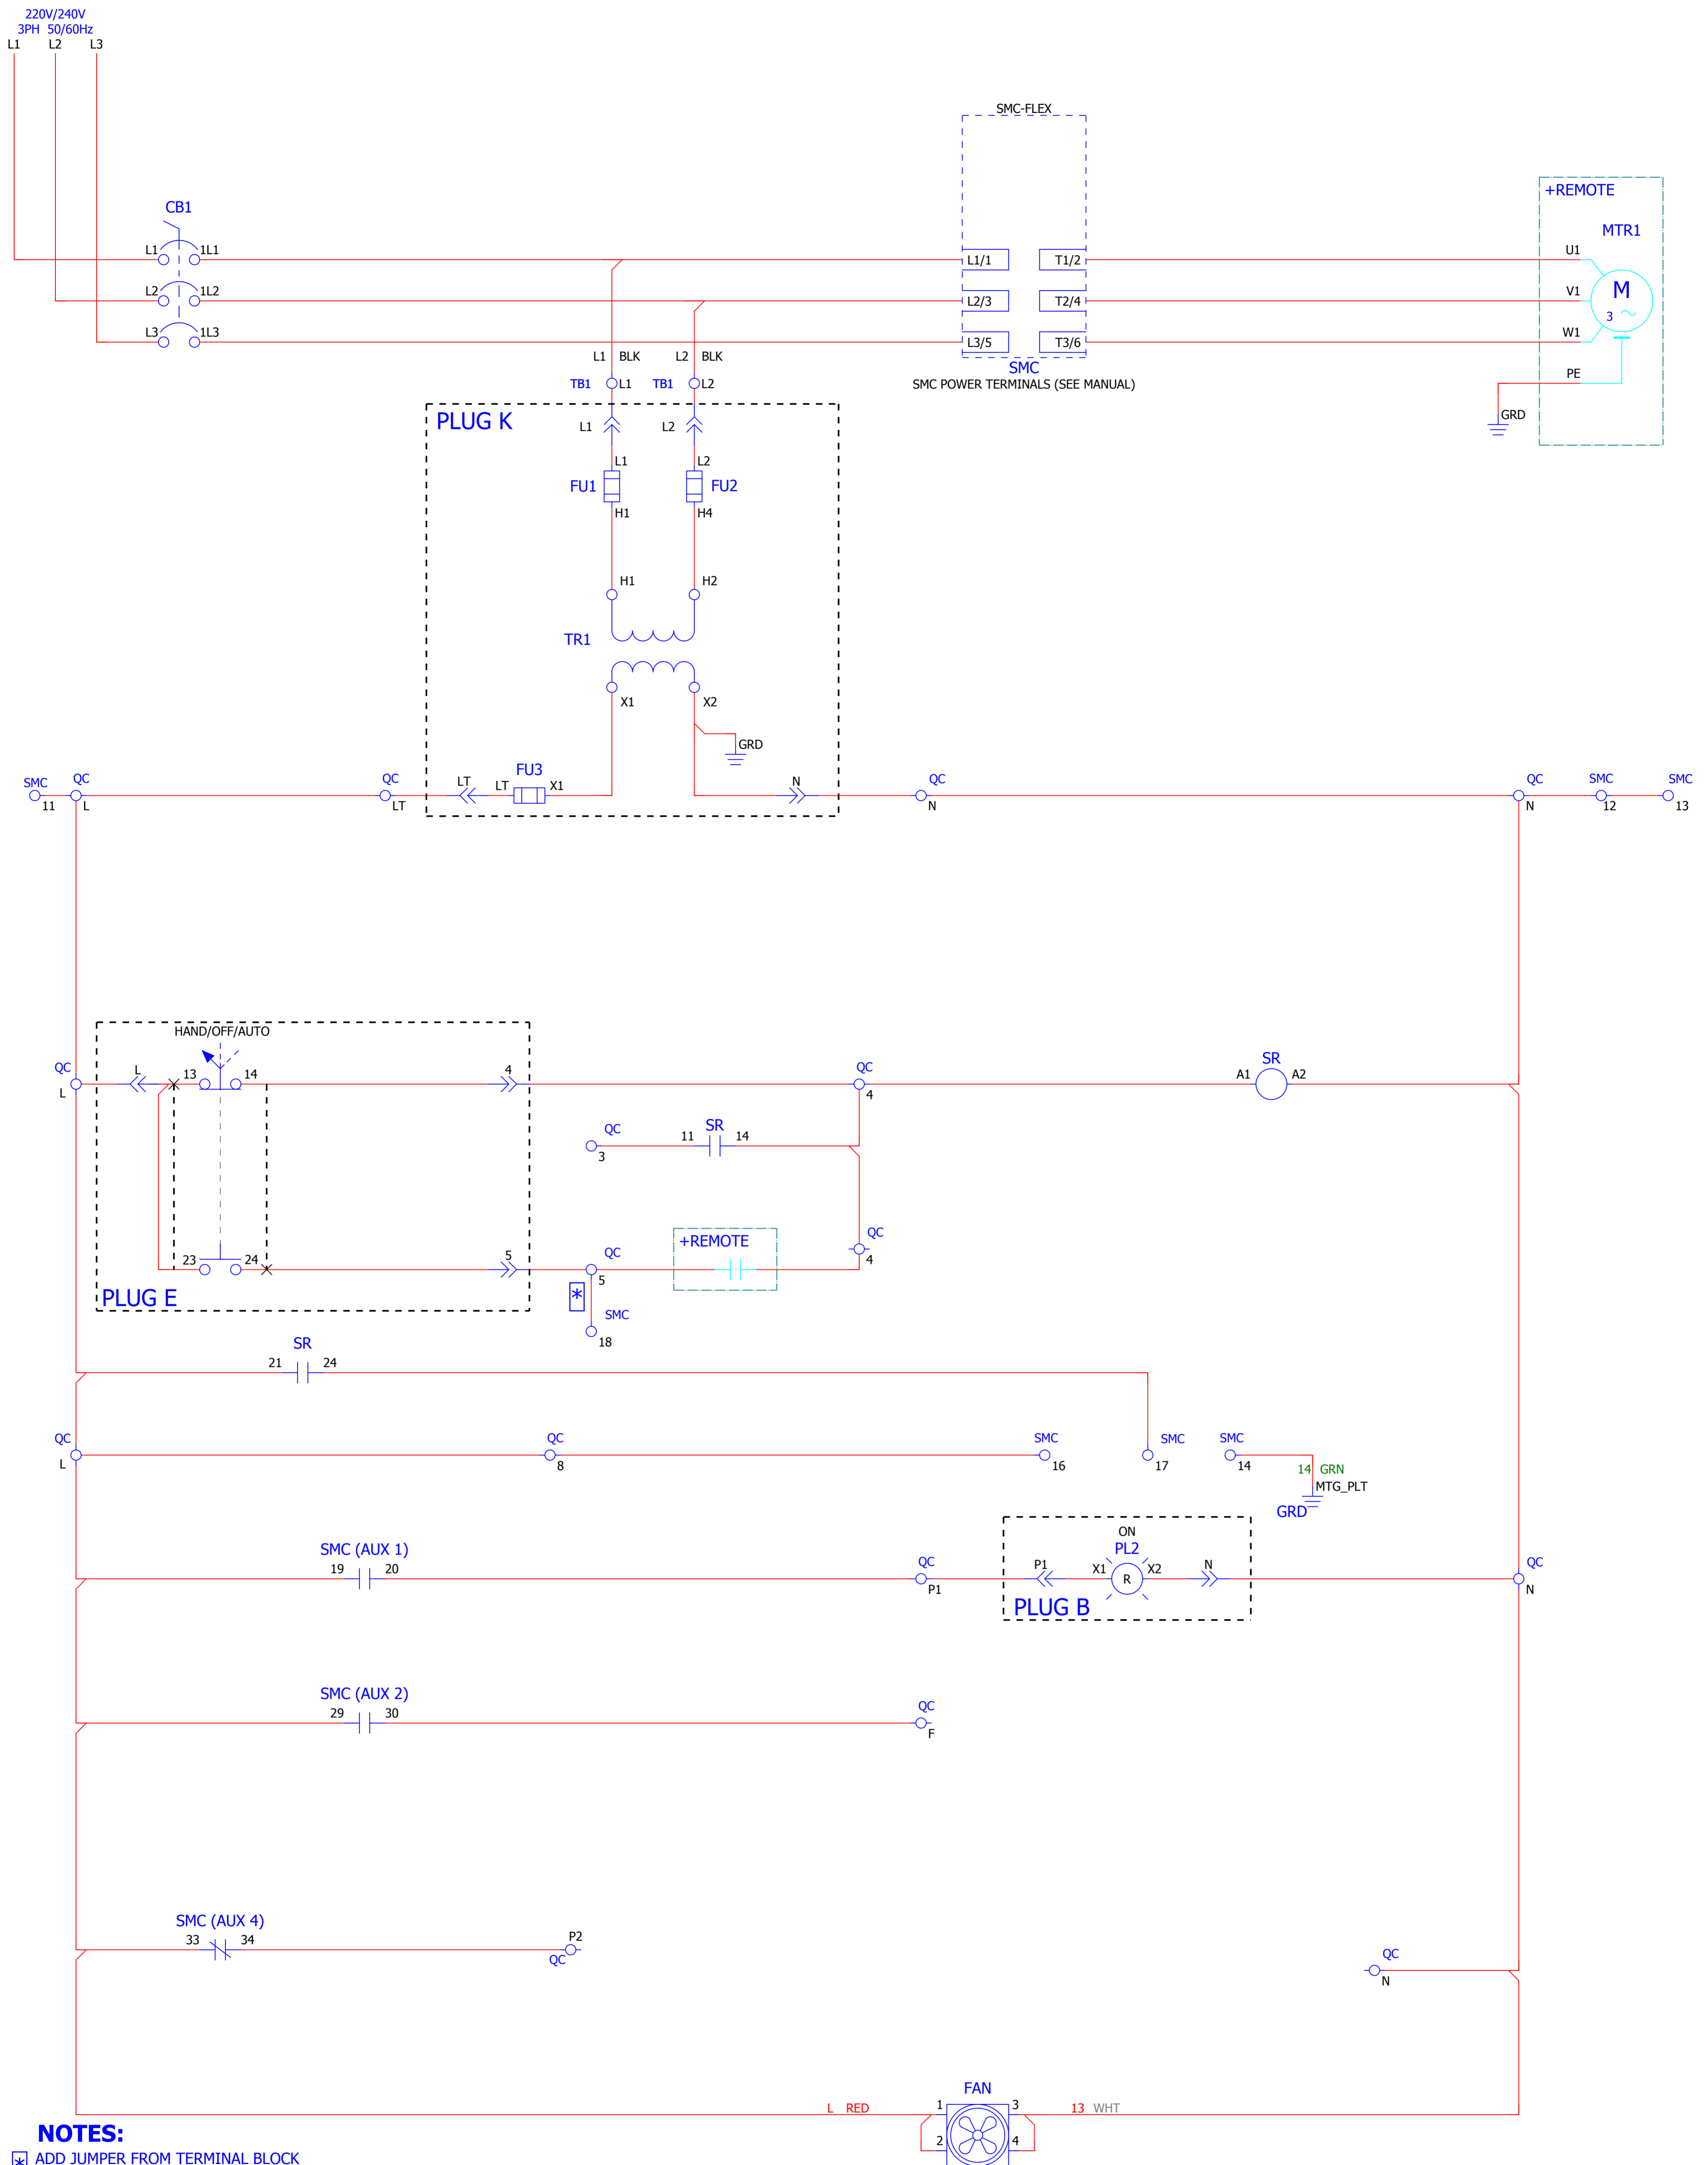 220V/240V
3PH 50/60Hz
L1 L2 L3
SMC-FLEX
+REMOTE
CB1
MTR1
L1 1L1 L1/1 T1/2 U1
L2 1L2 L2/3 T2/4 V1
M
3
L3 1L3 L3/5 T3/6 W1
L1 BLK L2 BLK
SMC
PE
TB1 L1 TB1 L2
SMC POWER TERMINALS (SEE MANUAL)
GRD
PLUG K
L1 L2
L1 L2
FU1 FU2
H1 H4
H1 H2
TR1
X1 X2
GRD
SMC QC QC LT LT FU3 X1 N QC QC SMC SMC
11 L LT N N 12 13
HAND/OFF/AUTO
QC L 13 14 4 QC SR
L 4 A1 A2
QC 11 SR 14
3
+REMOTE QC
4
23 24 5 QC
5
PLUG E
*
SMC
18
SR
21 24
QC QC SMC SMC SMC
L 8 16 17 14
14 GRN
MTG_PLT
GRD
ON
SMC (AUX 1) PL2
19 20 QC P1 X1 R X2 N QC
P1 N
PLUG B
SMC (AUX 2)
29 30 QC
F
SMC (AUX 4)
33 34 P2
QC QC
N
FAN
L RED 1 3 13 WHT
2 4
NOTES:
* ADD JUMPER FROM TERMINAL BLOCK